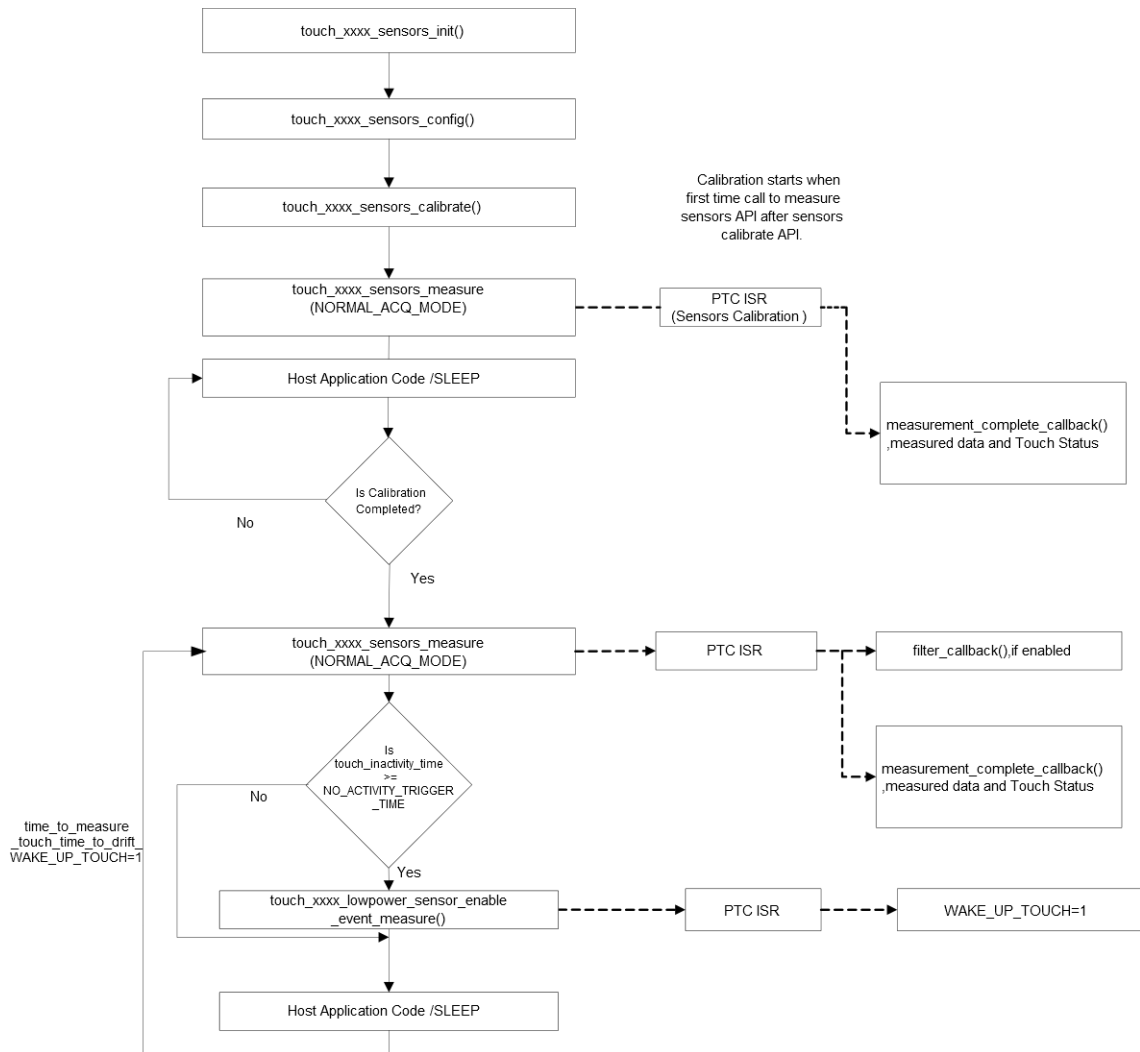 touch_xxxx_sensors_init()
touch_xxxx_sensors_config()
touch_xxxx_sensors_calibrate()
Calibration starts when
first time call to measure
sensors API after sensors
calibrate API.
touch_xxxx_sensors_measure
(NORMAL_ACQ_MODE)
PTC ISR
(Sensors Calibration )
Host Application Code /SLEEP
measurement_complete_callback()
,measured data and Touch Status
Is Calibration
Completed?
No
Yes
touch_xxxx_sensors_measure
(NORMAL_ACQ_MODE)
PTC ISR
filter_callback(),if enabled
Is
touch_inactivity_time
>=
NO_ACTIVITY_TRIGGER
_TIME
measurement_complete_callback()
,measured data and Touch Status
No
time_to_measure
_touch_time_to_drift_
WAKE_UP_TOUCH=1
Yes
touch_xxxx_lowpower_sensor_enable
_event_measure()
PTC ISR
WAKE_UP_TOUCH=1
Host Application Code /SLEEP